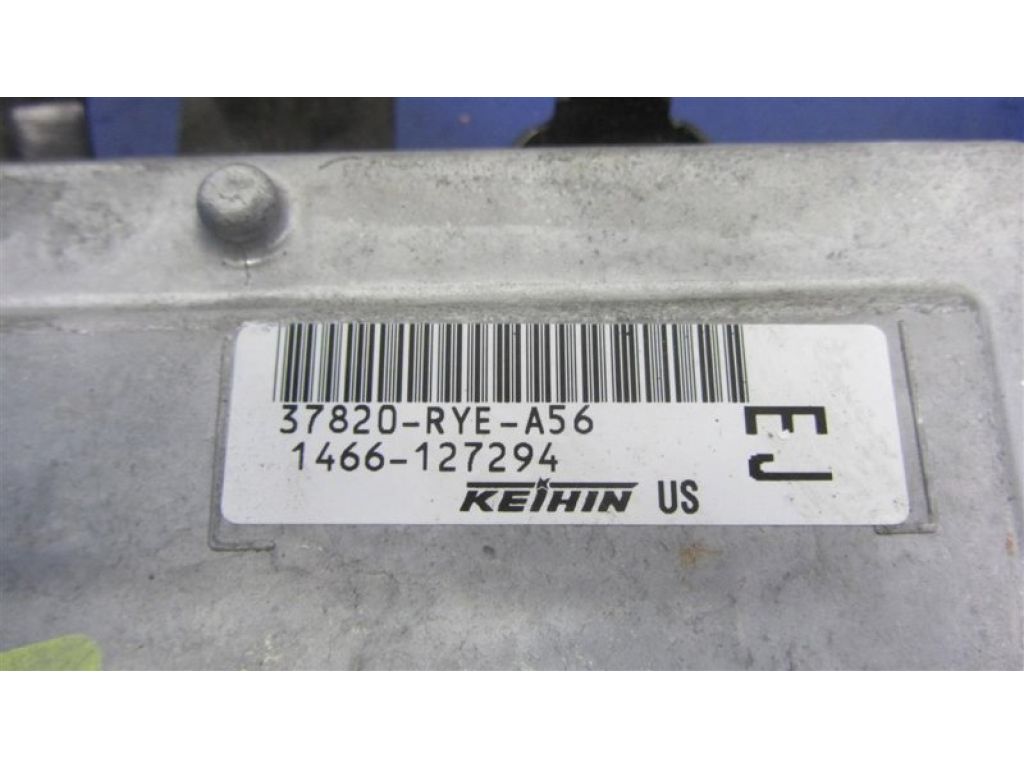 37820-RYE-A56
1466-127294
KEIHIN US
EJ